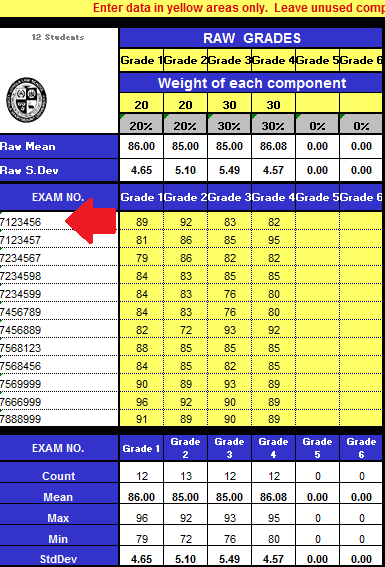 Enter data in yellow areas only. Leave unused comp
12 Students
RAW GRADES
Grade 1 Grade 2 Grade 3 Grade 4 Grade 5 Grade 6
Weight of each component
20 20 30 30
20% 20% 30% 30% 0% 0%
Raw Mean 86.00 85.00 85.00 86.08 0.00 0.00
Raw S.Dev 4.65 5.10 5.49 4.57 0.00 0.00
EXAM NO. Grade 1 Grade 2 Grade 3 Grade 4 Grade 5 Grade 6
7123456 89 92 83 82
7123457 81 86 85 95
7234567 79 86 82 82
7234598 84 83 85 85
7234599 84 83 76 80
7456789 84 83 76 80
7456889 82 72 93 92
7568123 88 85 85 85
7568456 84 85 82 85
7569999 90 89 93 89
7666999 96 92 90 89
7888999 91 89 90 89
EXAM NO. Grade 1 Grade 2 Grade 3 Grade 4 Grade 5 Grade 6
Count 12 13 12 12 0 0
Mean 86.00 85.00 85.00 86.08 0.00 0.00
Max 96 92 93 95 0 0
Min 79 72 76 80 0 0
StdDev 4.65 5.10 5.49 4.57 0.00 0.00